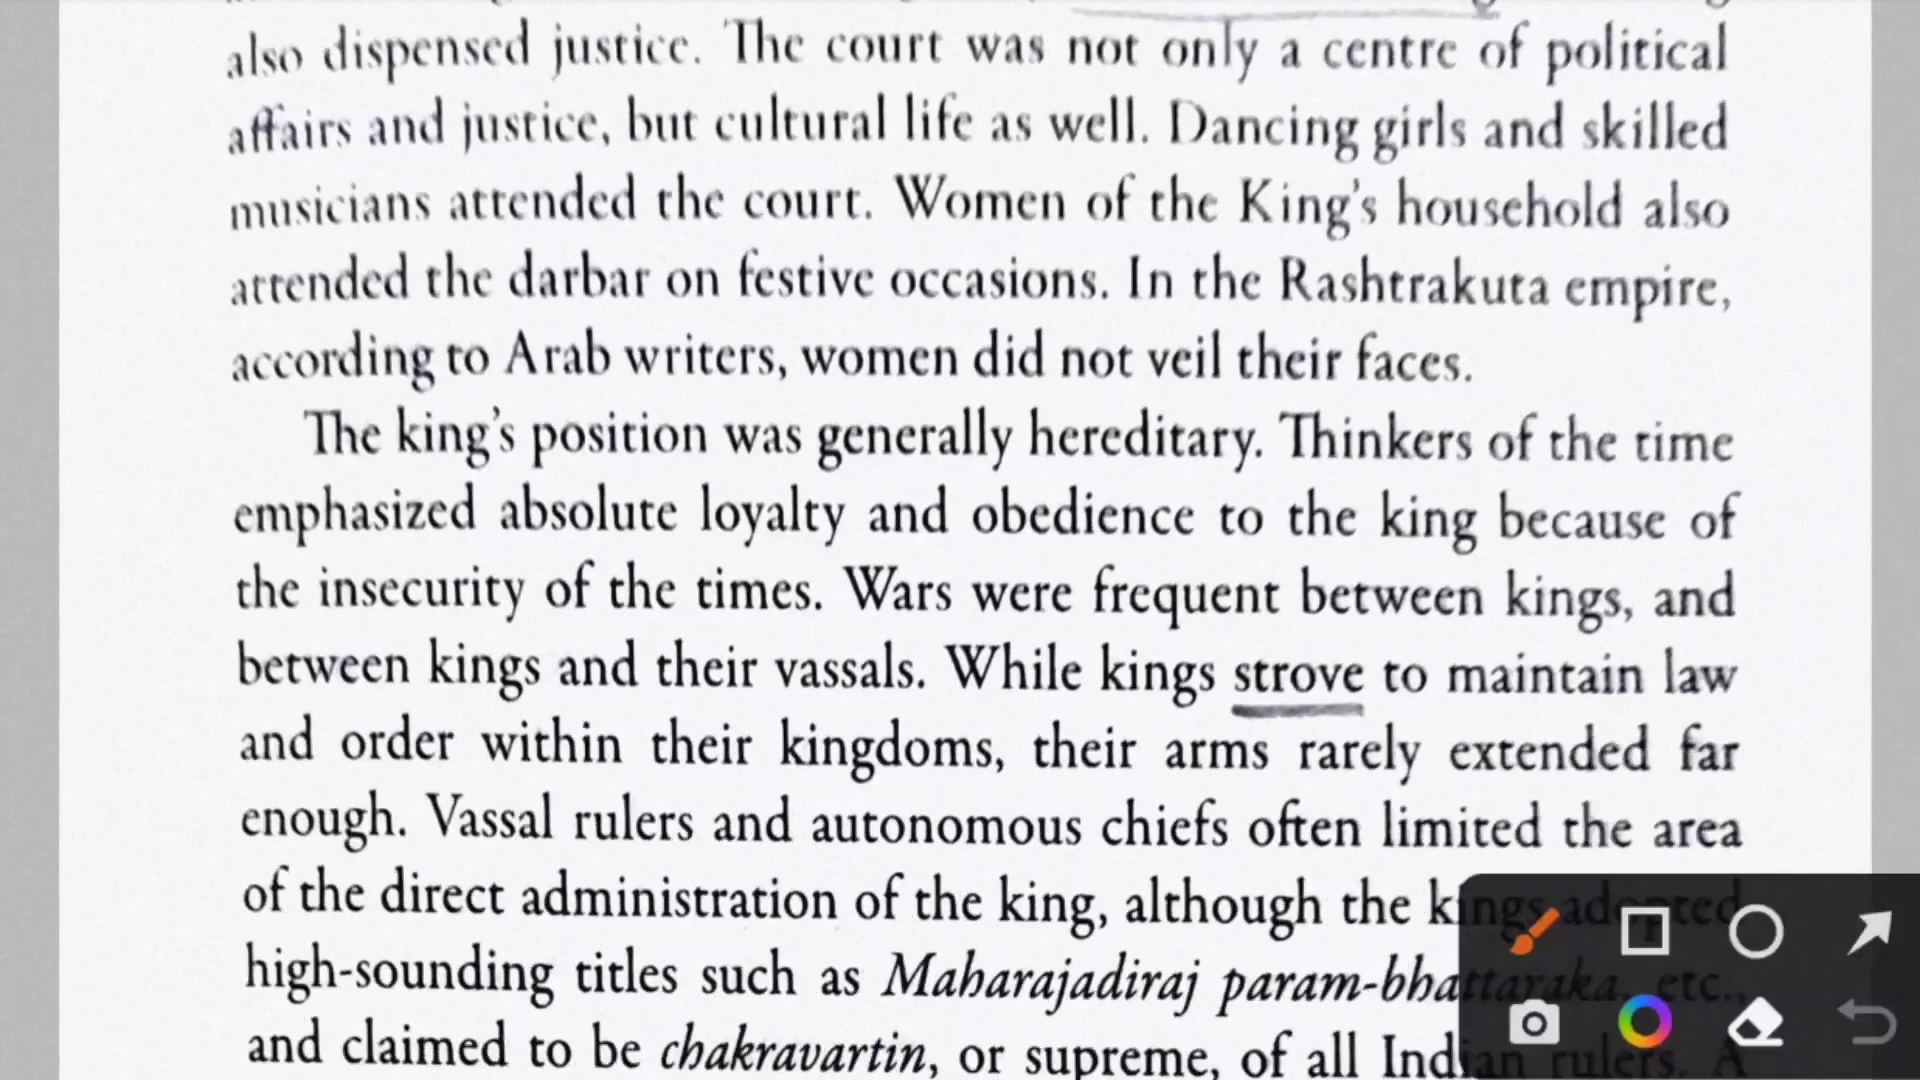 also dispensed justice. The court was not only a centre of political
affairs and justice, but cultural life as well. Dancing girls and skilled
musicians attended the court. Women of the King's household also
attended the darbar on festive occasions. In the Rashtrakuta empire,
according to Arab writers, women did not veil their faces.
The king's position was generally hereditary. Thinkers of the time
emphasized absolute loyalty and obedience to the king because of
the insecurity of the times. Wars were frequent between kings, and
between kings and their vassals. While kings strove to maintain law
and order within their kingdoms, their arms rarely extended far
enough. Vassal rulers and autonomous chiefs often limited the area
of the direct administration of the king, although the kings adopted
high-sounding titles such as Maharajadiraj param-bhattaraka, etc.,
and claimed to be chakravartin, or supreme, of all Indian rulers. A